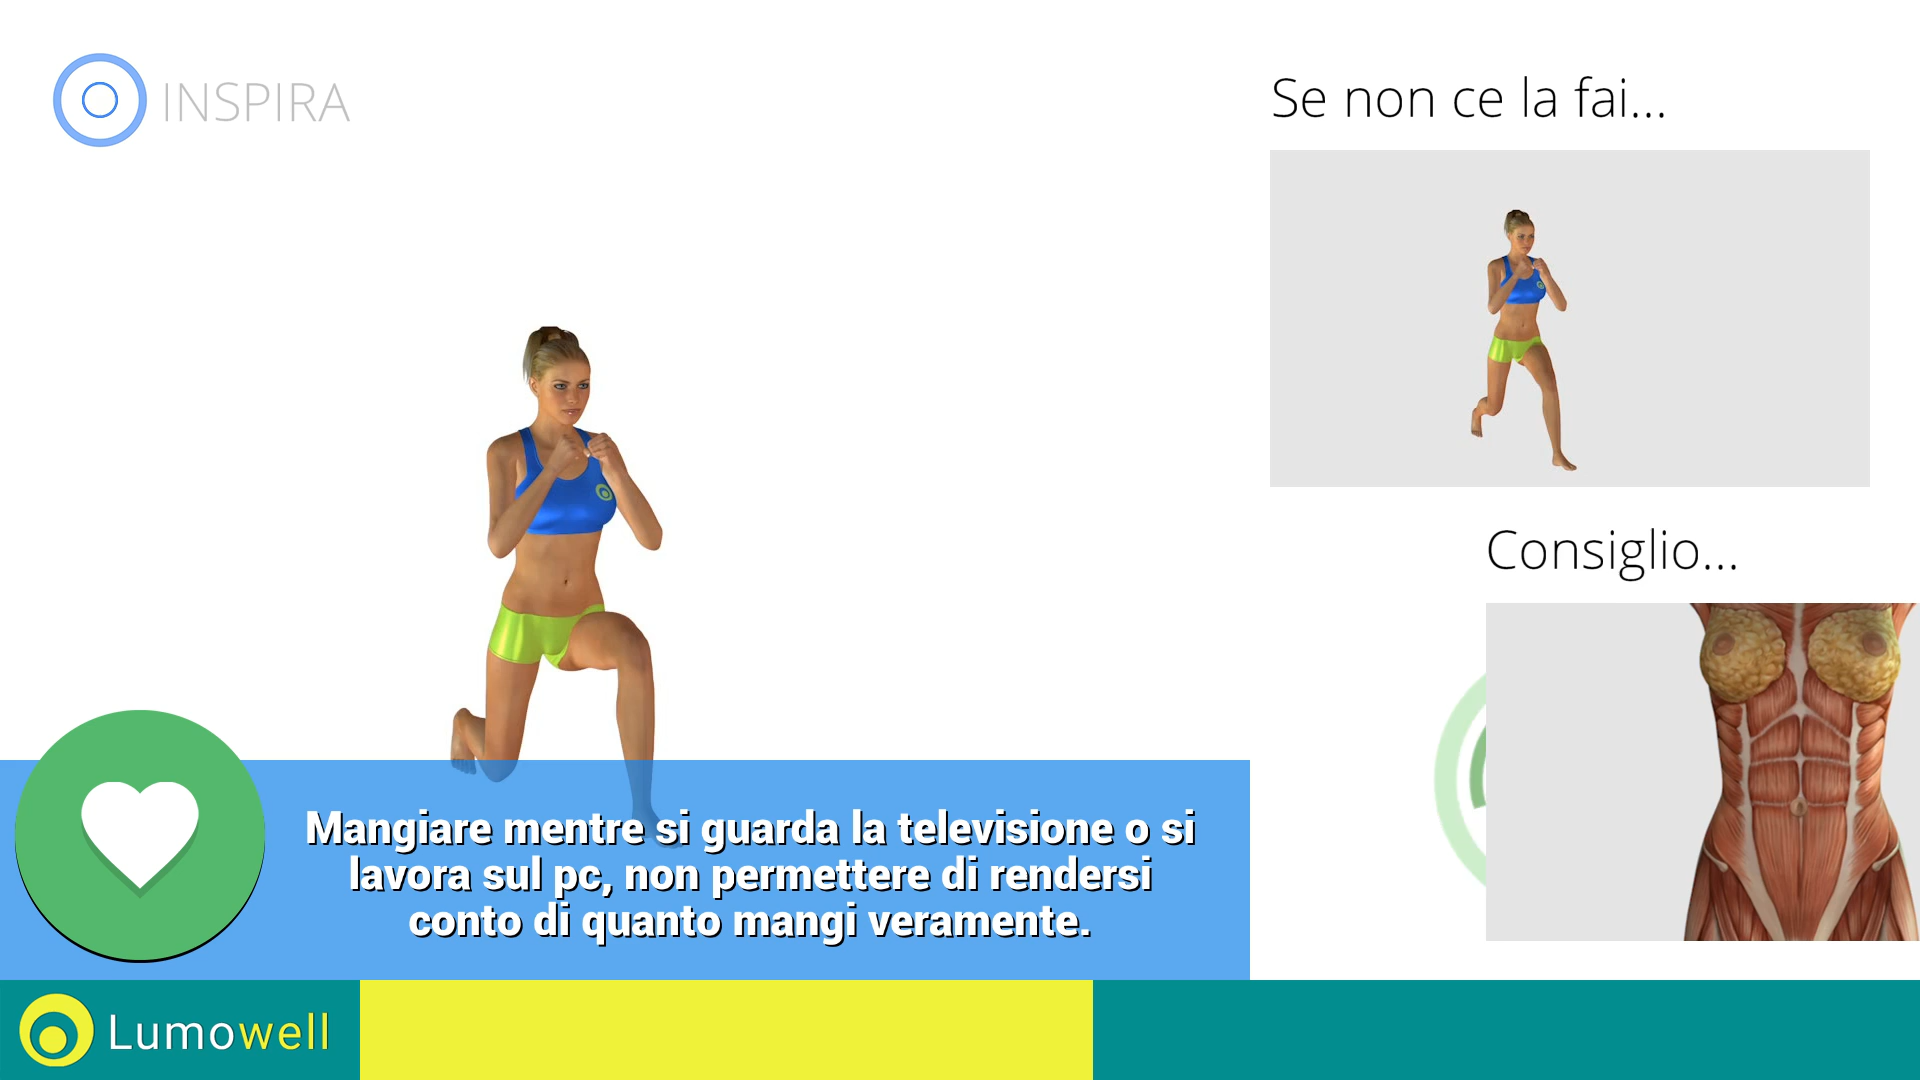 INSPIRA
Se non ce la fai...
Consiglio...
Mangiare mentre si guarda la televisione o si
lavora sul pc, non permettere di rendersi
conto di quanto mangi veramente.
Lumowell